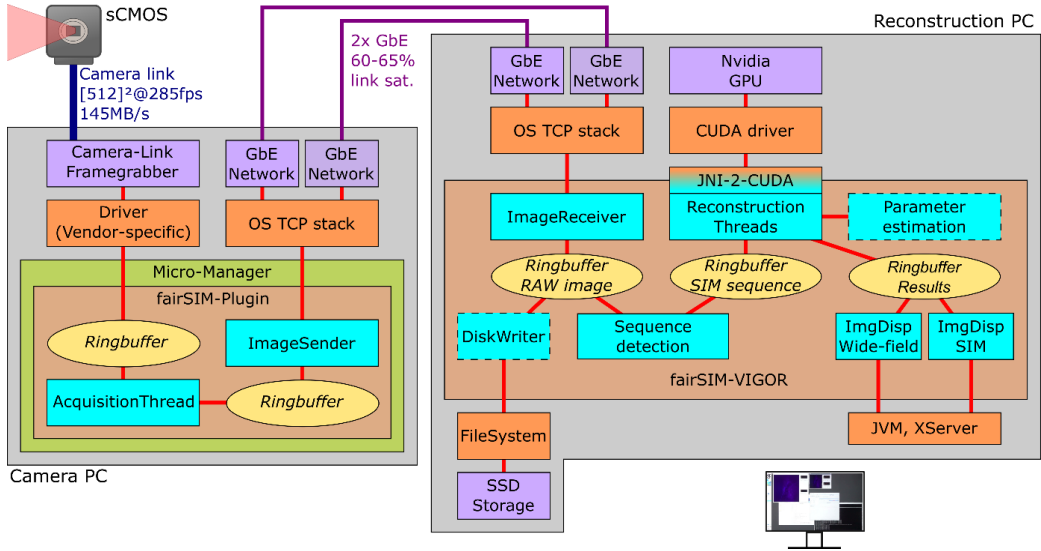 sCMOS
Camera link
[512]²@285fps
145MB/s
2x GbE
60-65%
link sat.
Camera-Link
Framegrabber
GbE
Network
GbE
Network
Driver
(Vendor-specific)
OS TCP stack
Micro-Manager
fairSIM-Plugin
Ringbuffer
ImageSender
AcquisitionThread
Ringbuffer
Camera PC
Reconstruction PC
GbE
Network
GbE
Network
Nvidia
GPU
OS TCP stack
CUDA driver
JNI-2-CUDA
ImageReceiver
Reconstruction
Threads
Parameter
estimation
Ringbuffer
RAW image
Ringbuffer
SIM sequence
Ringbuffer
Results
DiskWriter
Sequence
detection
ImgDisp
Wide-field
ImgDisp
SIM
fairSIM-VIGOR
FileSystem
JVM, XServer
SSD
Storage